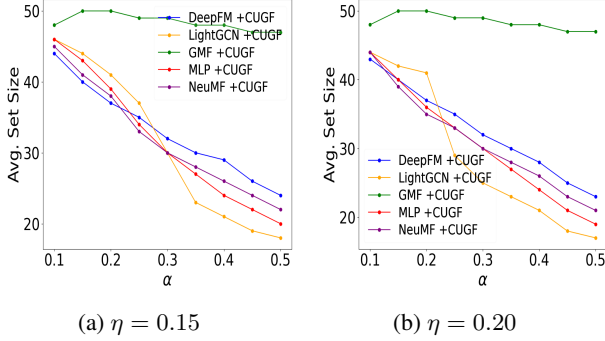 50
40
30
20
Avg. Set Size
DeepFM +CUGF
LightGCN +CUGF
GMF +CUGF
MLP +CUGF
NeuMF +CUGF
0.1 0.2 0.3 0.4 0.5
α
(a) η = 0.15
50
40
30
20
Avg. Set Size
DeepFM +CUGF
LightGCN +CUGF
GMF +CUGF
MLP +CUGF
NeuMF +CUGF
0.1 0.2 0.3 0.4 0.5
α
(b) η = 0.20